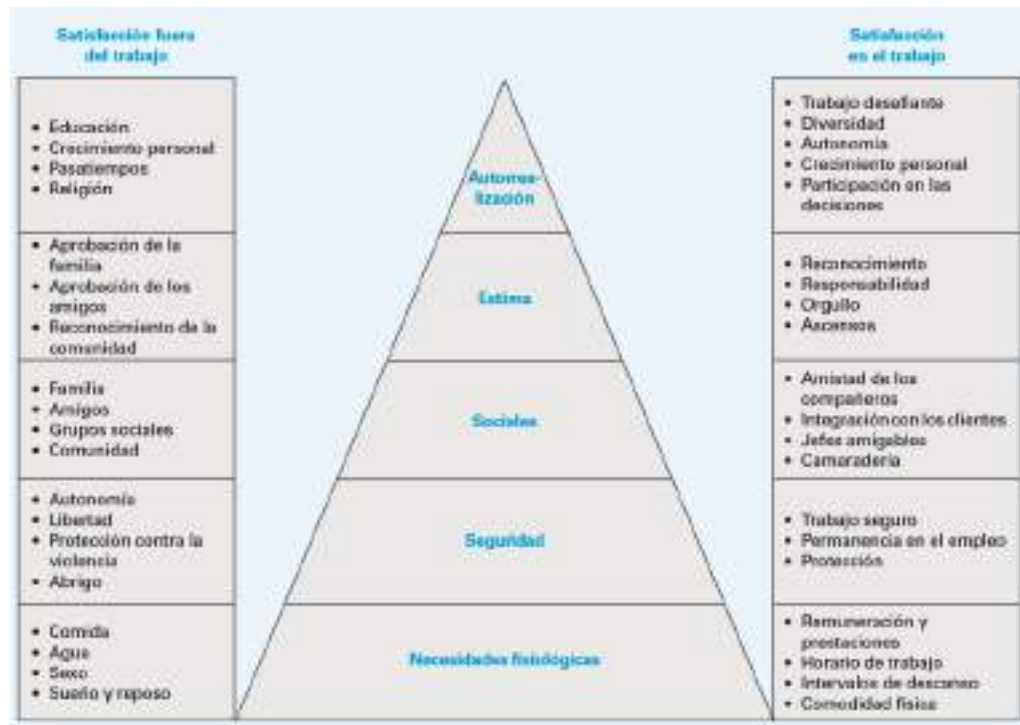 Satisfacción fuera
del trabajo
• Educación
• Crecimiento personal
• Pasatiempos
• Religión
• Aprobación de la
familia
• Aprobación de los
amigos
• Reconocimiento de la
comunidad
• Familia
• Amigos
• Grupos sociales
• Comunidad
• Autonomía
• Libertad
• Protección contra la
violencia
• Abrigo
• Comida
• Agua
• Sexo
• Sueño y reposo
Autorrea-
lización
Estima
Sociales
Seguridad
Necesidades fisiológicas
Satisfacción
en el trabajo
• Trabajo desafiante
• Diversidad
• Autonomía
• Crecimiento personal
• Participación en las
decisiones
• Reconocimiento
• Responsabilidad
• Orgullo
• Ascensos
• Amistad de los
compañeros
• Integración con los clientes
• Jefes amigables
• Camaradería
• Trabajo seguro
• Permanencia en el empleo
• Protección
• Remuneración y
prestaciones
• Horario de trabajo
• Intervalos de descanso
• Comodidad física